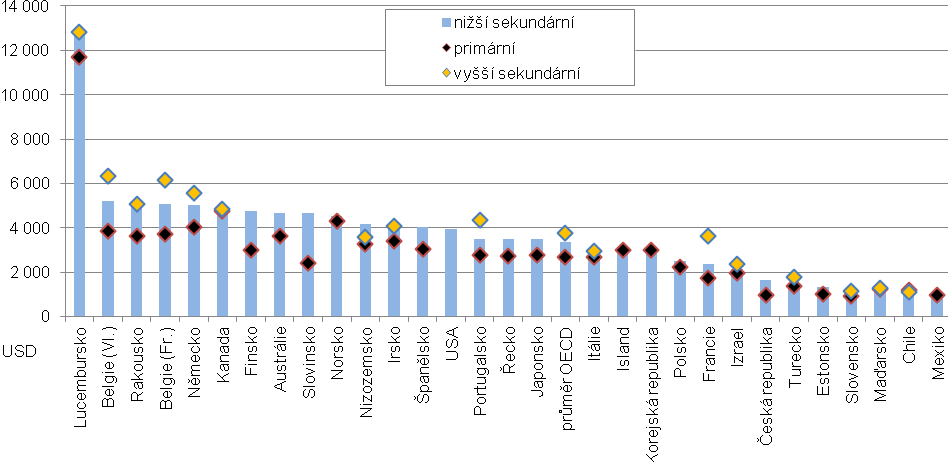 14 000
12 000
10 000
8 000
6 000
4 000
2 000
0
USD
nižší sekundární
primární
vyšší sekundární
Lucembursko
Belgie (Vl.)
Rakousko
Belgie (Fr.)
Německo
Kanada
Finsko
Austrálie
Slovinsko
Norsko
Nizozemsko
Irsko
Španělsko
USA
Portugalsko
Řecko
Japonsko
průměr OECD
Itálie
Island
Korejská republika
Polsko
Francie
Izrael
Česká republika
Turecko
Estonsko
Slovensko
Maďarsko
Chile
Mexiko